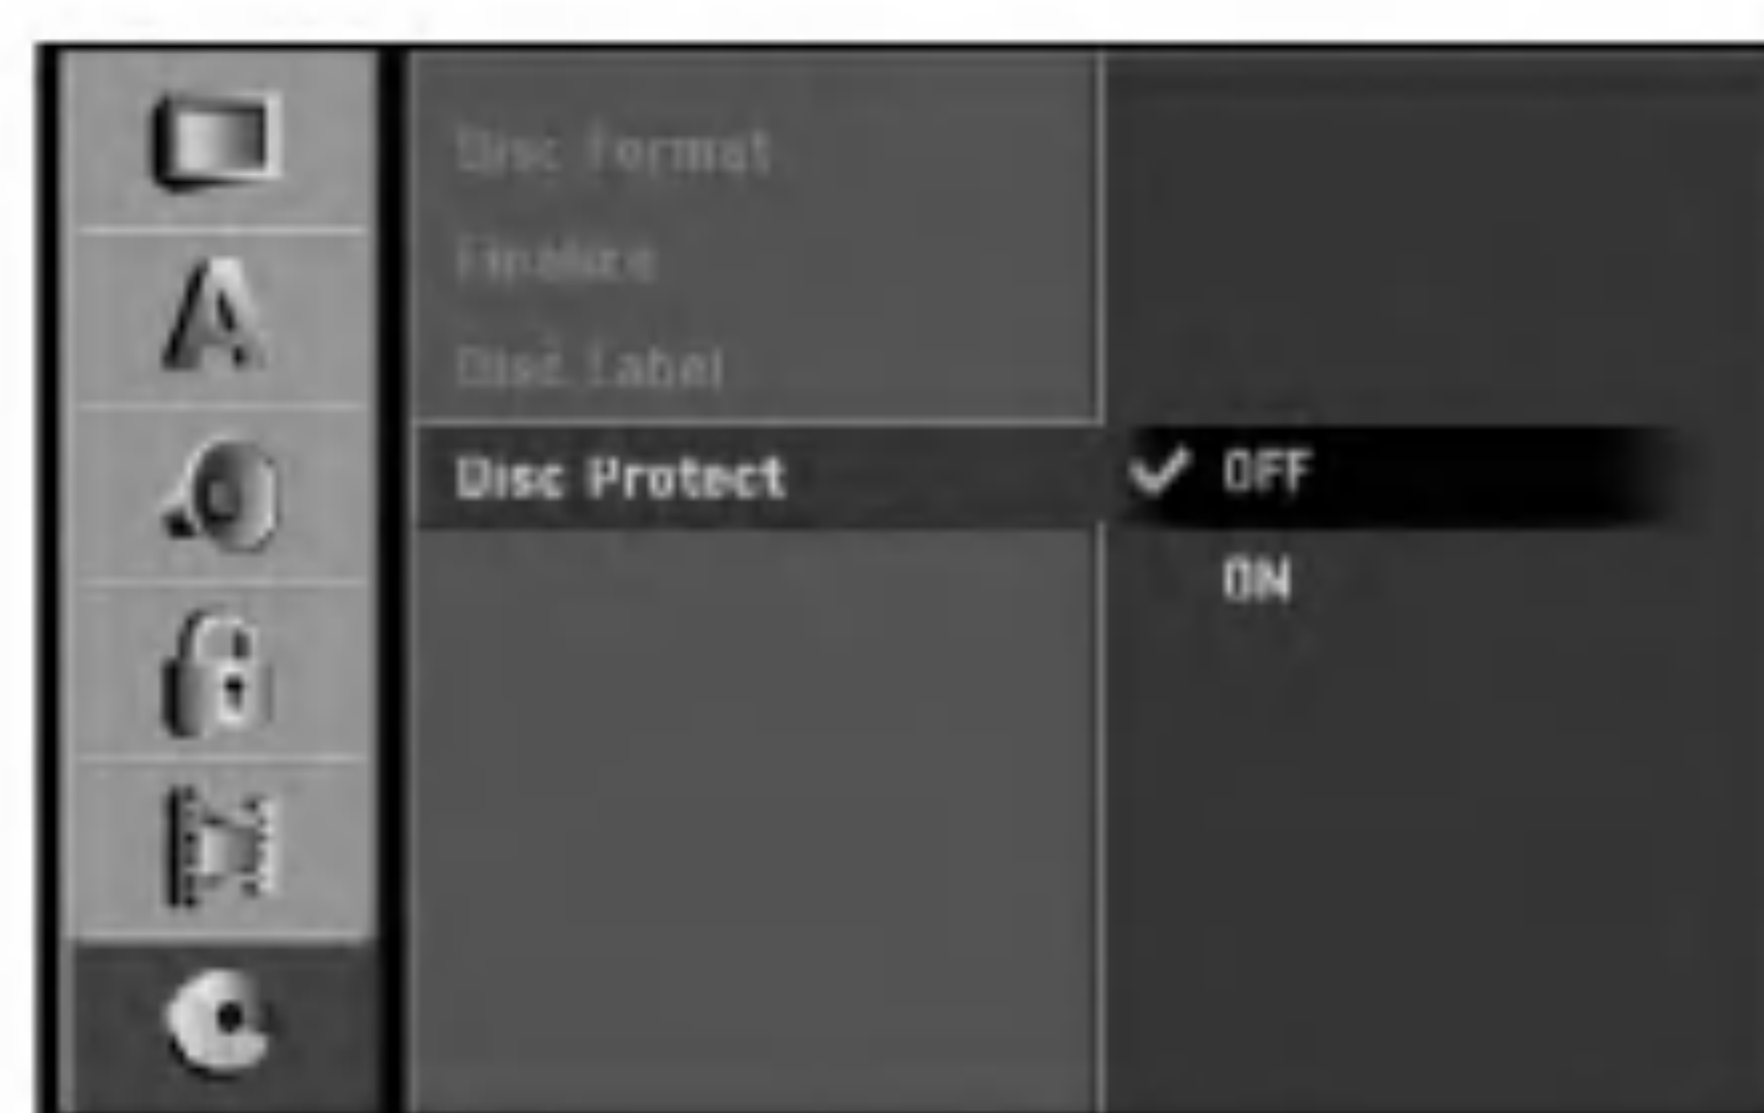 Disc Format
Finalize
Disc Label
Disc Protect
OFF
ON